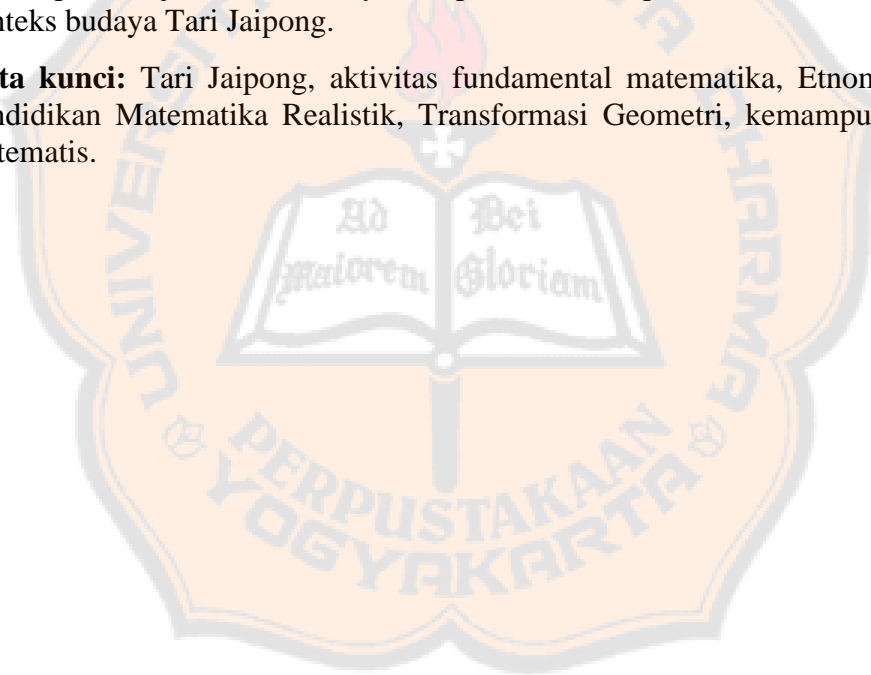 nteks budaya Tari Jaipong.
ta kunci: Tari Jaipong, aktivitas fundamental matematika, Etnom
ndidikan Matematika Realistik, Transformasi Geometri, kemampu
tematis.
Ad Dei
maiorem Gloriam
PERPUSTAKAAN
YOGYAKARTA
DHARMA